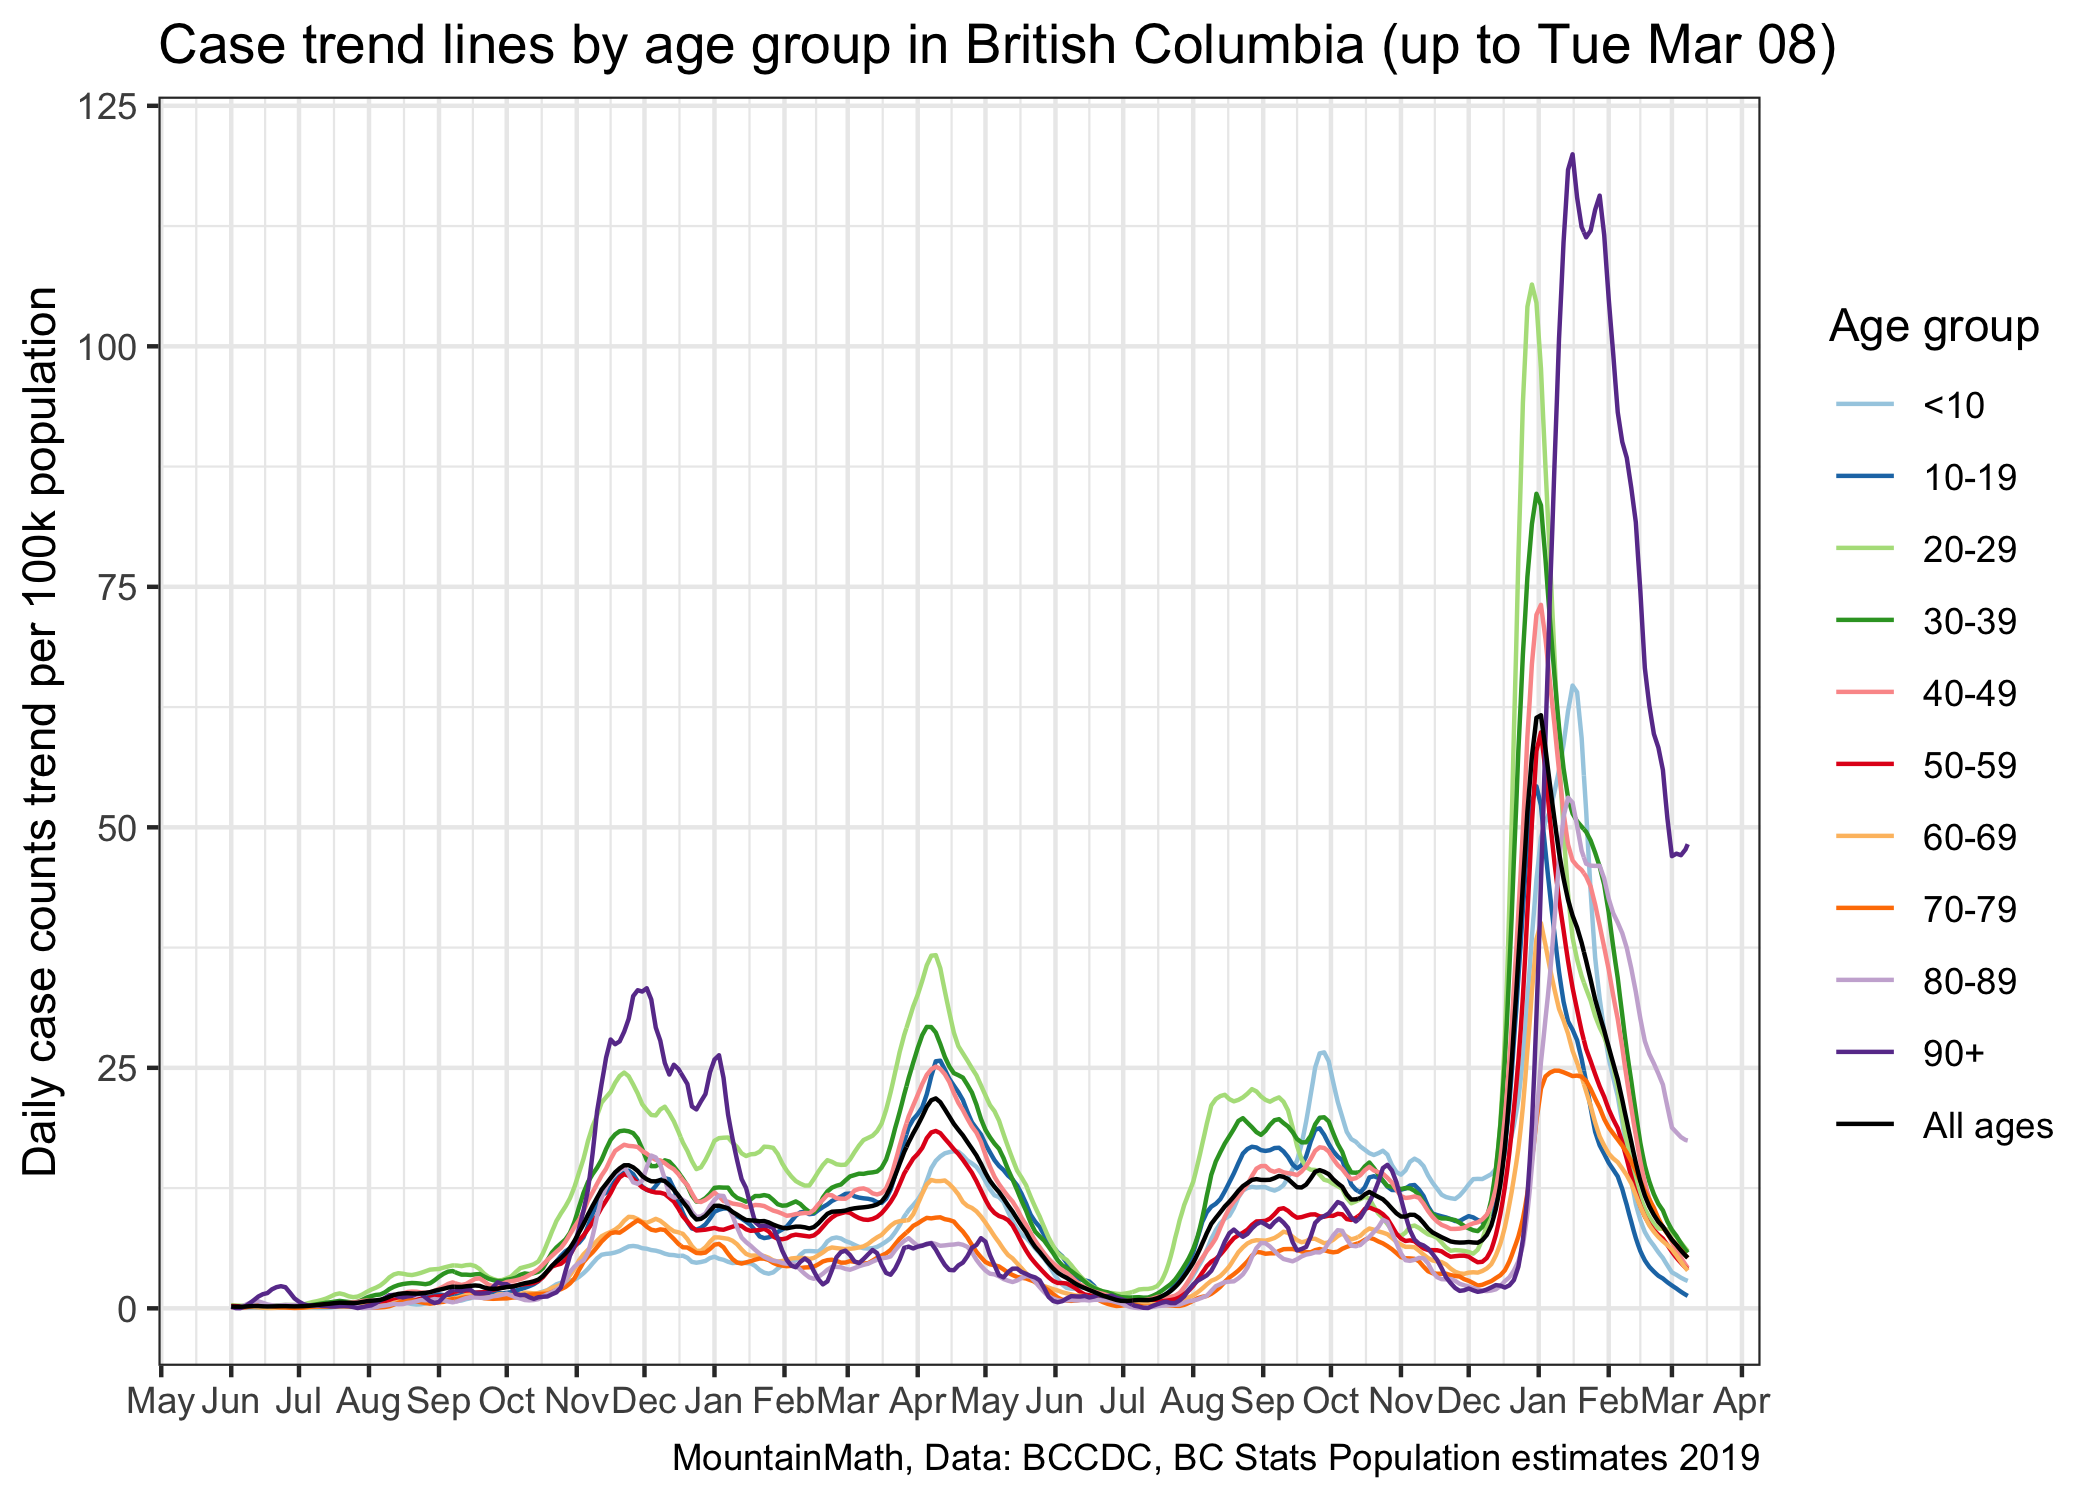 Case trend lines by age group in British Columbia (up to Tue Mar 08)
Daily case counts trend per 100k population
125
100
75
50
25
0
May Jun Jul Aug Sep Oct Nov Dec Jan Feb Mar Apr May Jun Jul Aug Sep Oct Nov Dec Jan Feb Mar Apr
Age group
<10
10-19
20-29
30-39
40-49
50-59
60-69
70-79
80-89
90+
All ages
MountainMath, Data: BCCDC, BC Stats Population estimates 2019